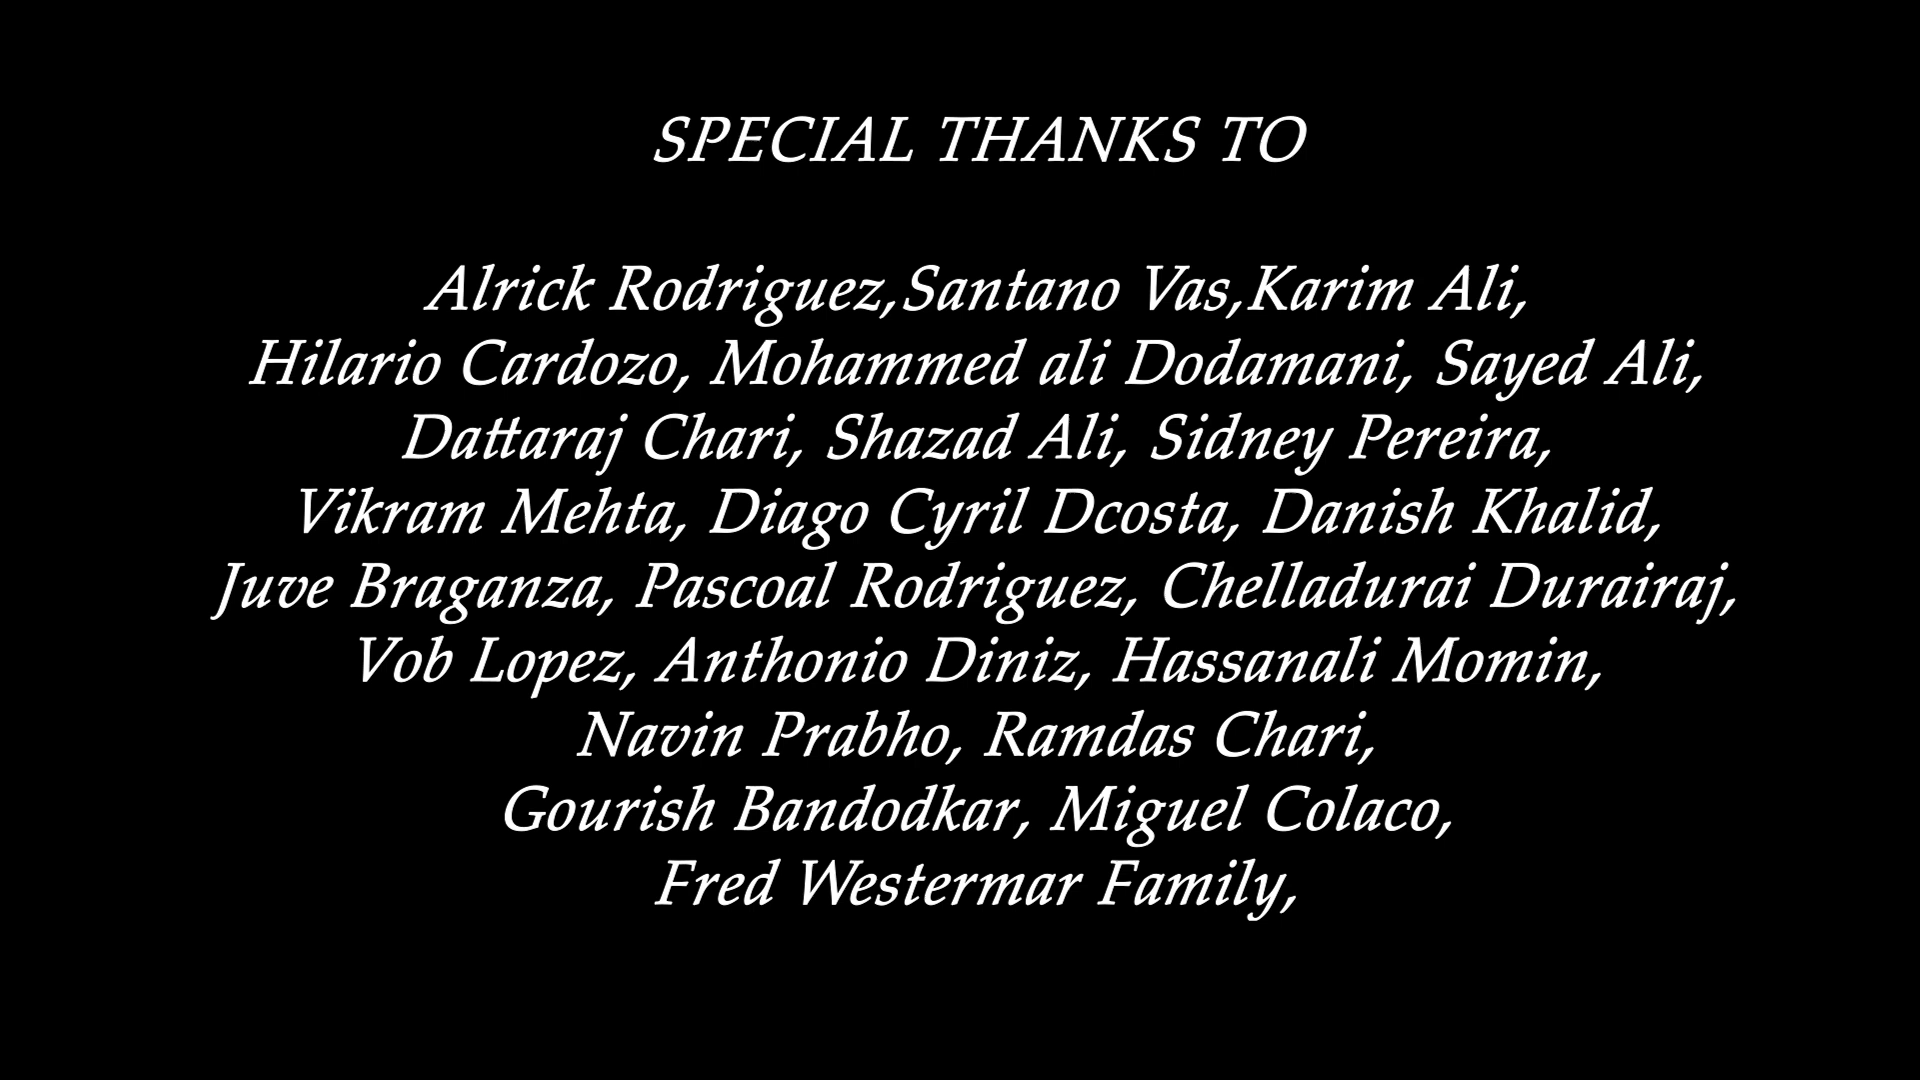 SPECIAL THANKS TO
Alrick Rodriguez,Santano Vas,Karim Ali,
Hilario Cardozo, Mohammed ali Dodamani, Sayed Ali,
Dattaraj Chari, Shazad Ali, Sidney Pereira,
Vikram Mehta, Diago Cyril Dcosta, Danish Khalid,
Juve Braganza, Pascoal Rodriguez, Chelladurai Durairaj,
Vob Lopez, Anthonio Diniz, Hassanali Momin,
Navin Prabho, Ramdas Chari,
Gourish Bandodkar, Miguel Colaco,
Fred Westermar Family,